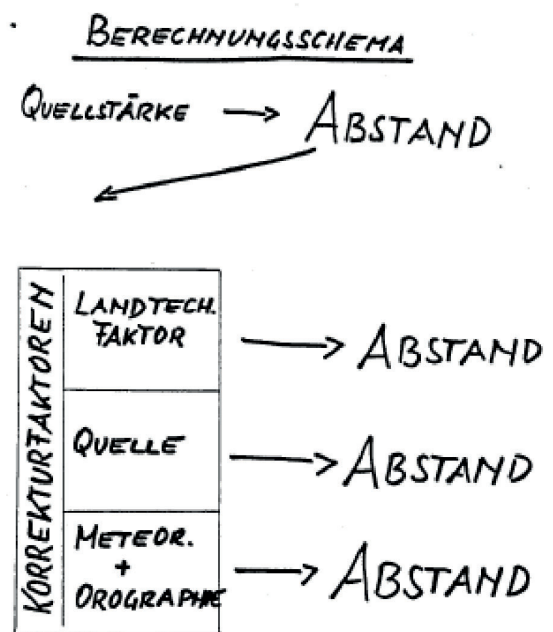 BERECHNUNGSSCHEMA
QUELLSTÄRKE → ABSTAND
KORREKTURFAKTOREN
LANDTECH.
FAKTOR → ABSTAND
QUELLE → ABSTAND
METEOR.
+ → ABSTAND
OROGRAPHIE